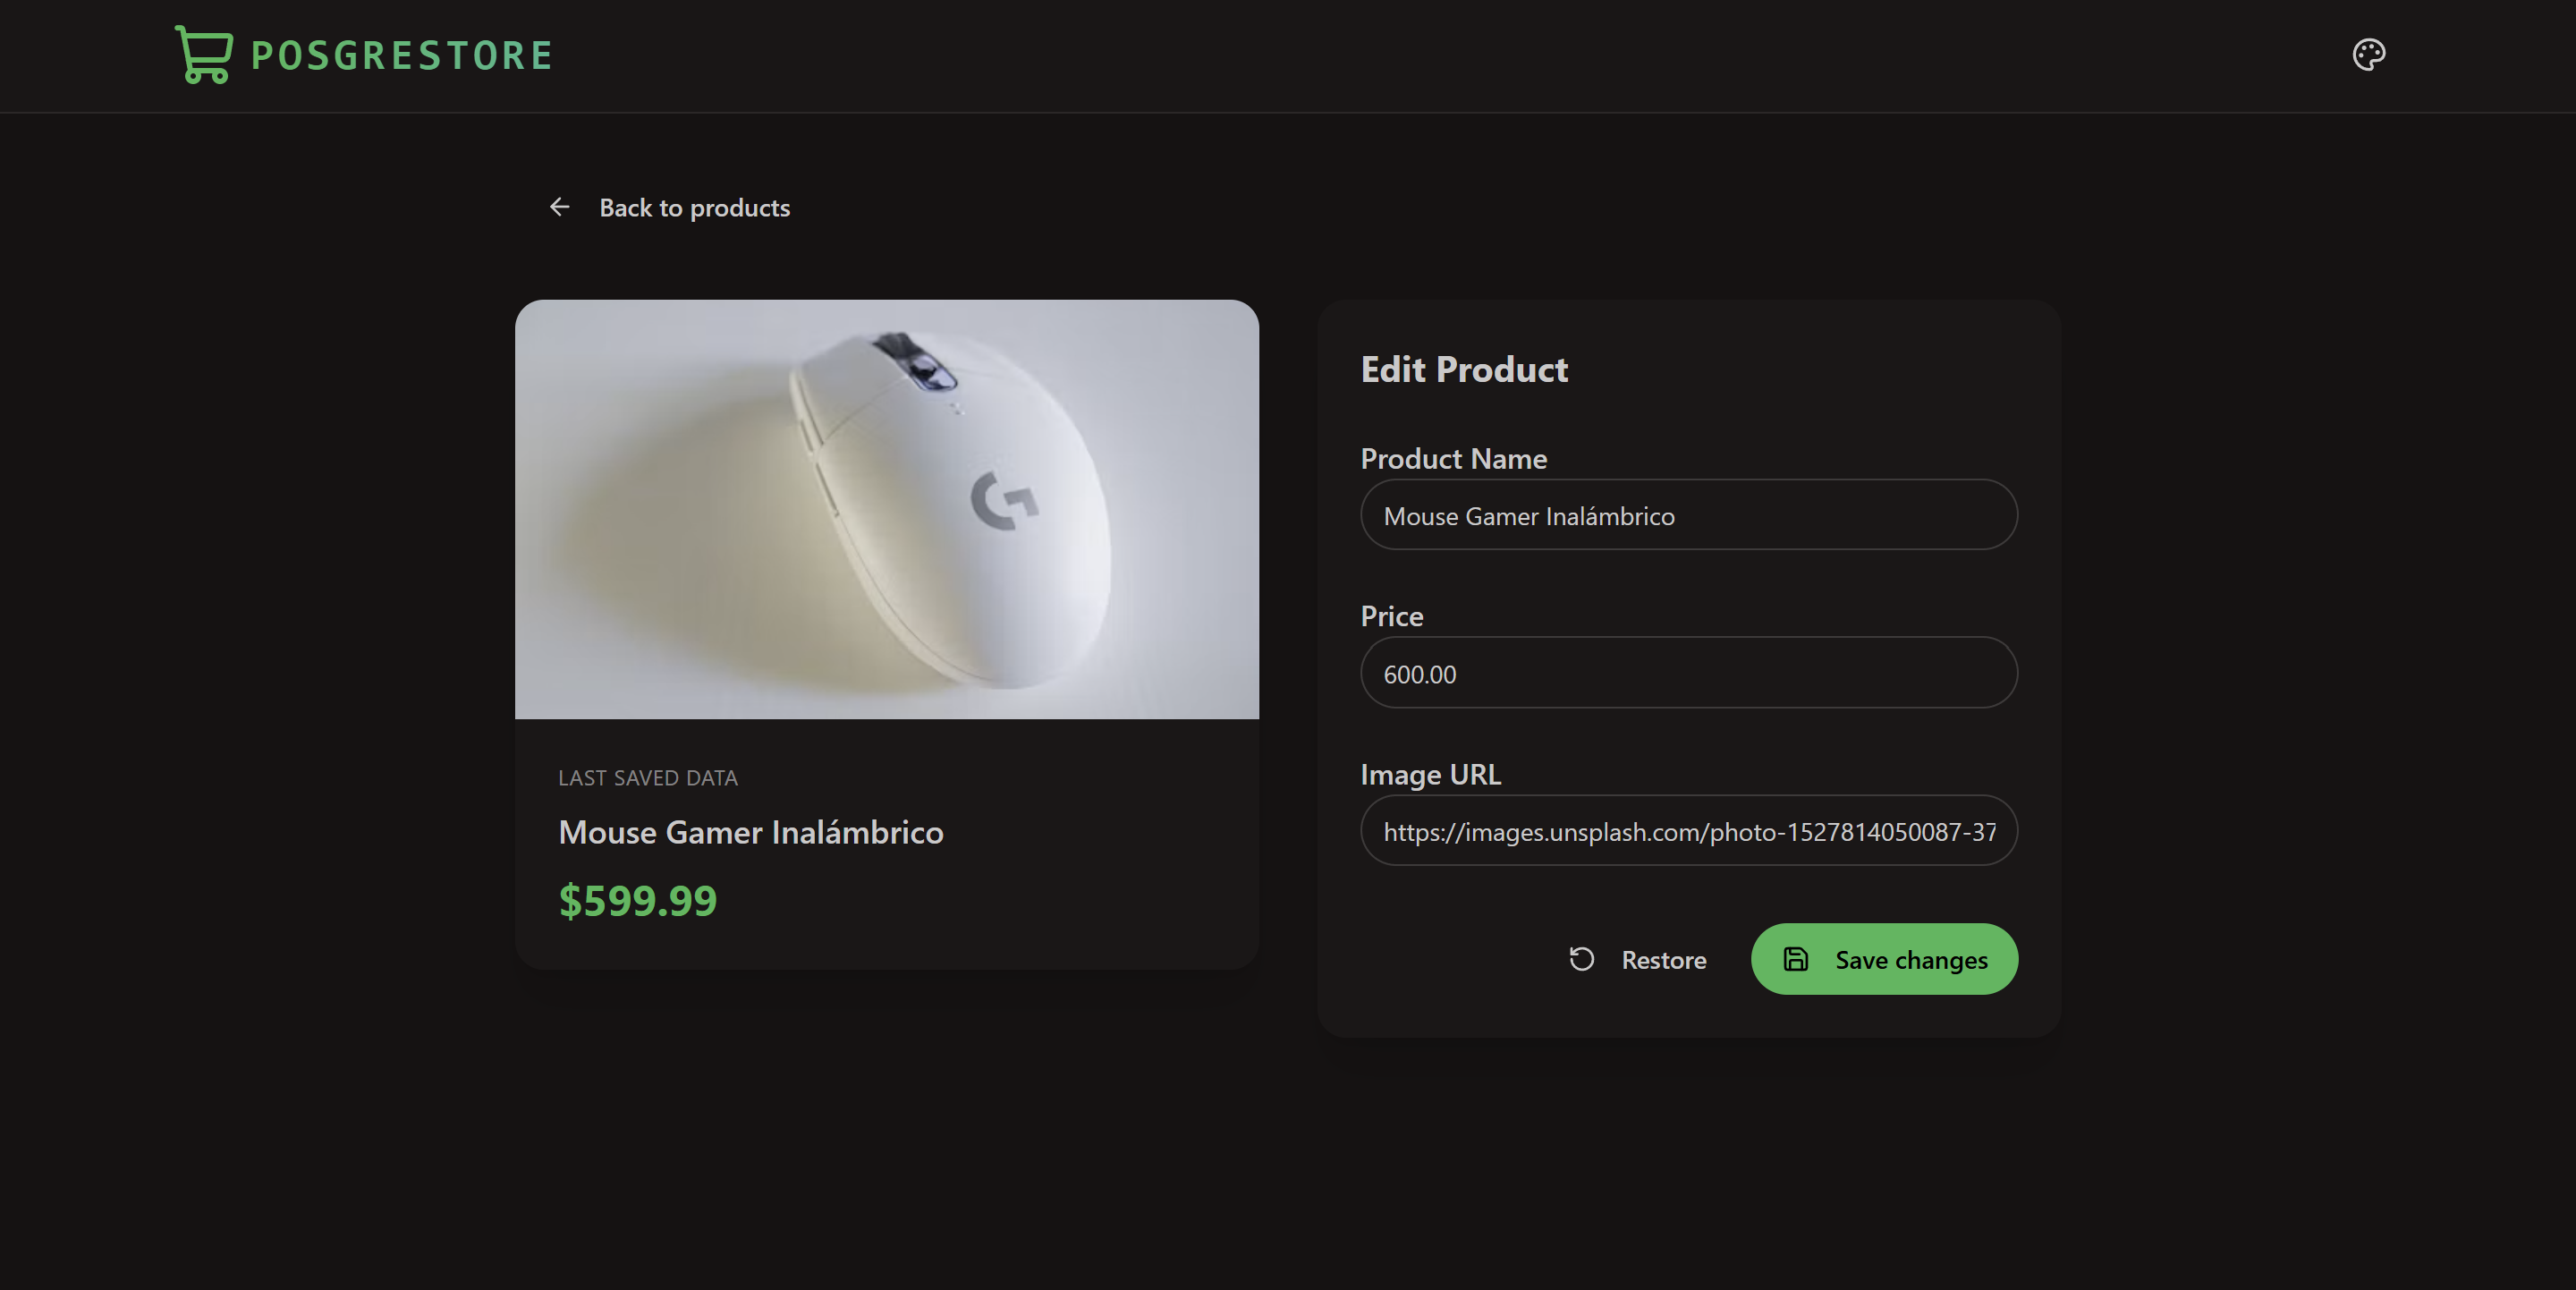 POSGRESTORE
Back to products
LAST SAVED DATA
Mouse Gamer Inalámbrico
$599.99
Edit Product
Product Name
Mouse Gamer Inalámbrico
Price
600.00
Image URL
https://images.unsplash.com/photo-1527814050087-37
Restore
Save changes